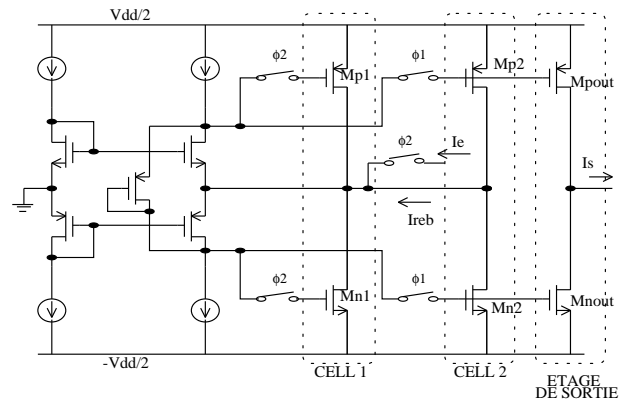 Vdd/2
ϕ2
Mp1
ϕ1
Mp2
Mpout
ϕ2
Ie
Is
Ireb
ϕ2
Mn1
ϕ1
Mn2
Mnout
-Vdd/2
CELL 1
CELL 2
ETAGE
DE SORTIE